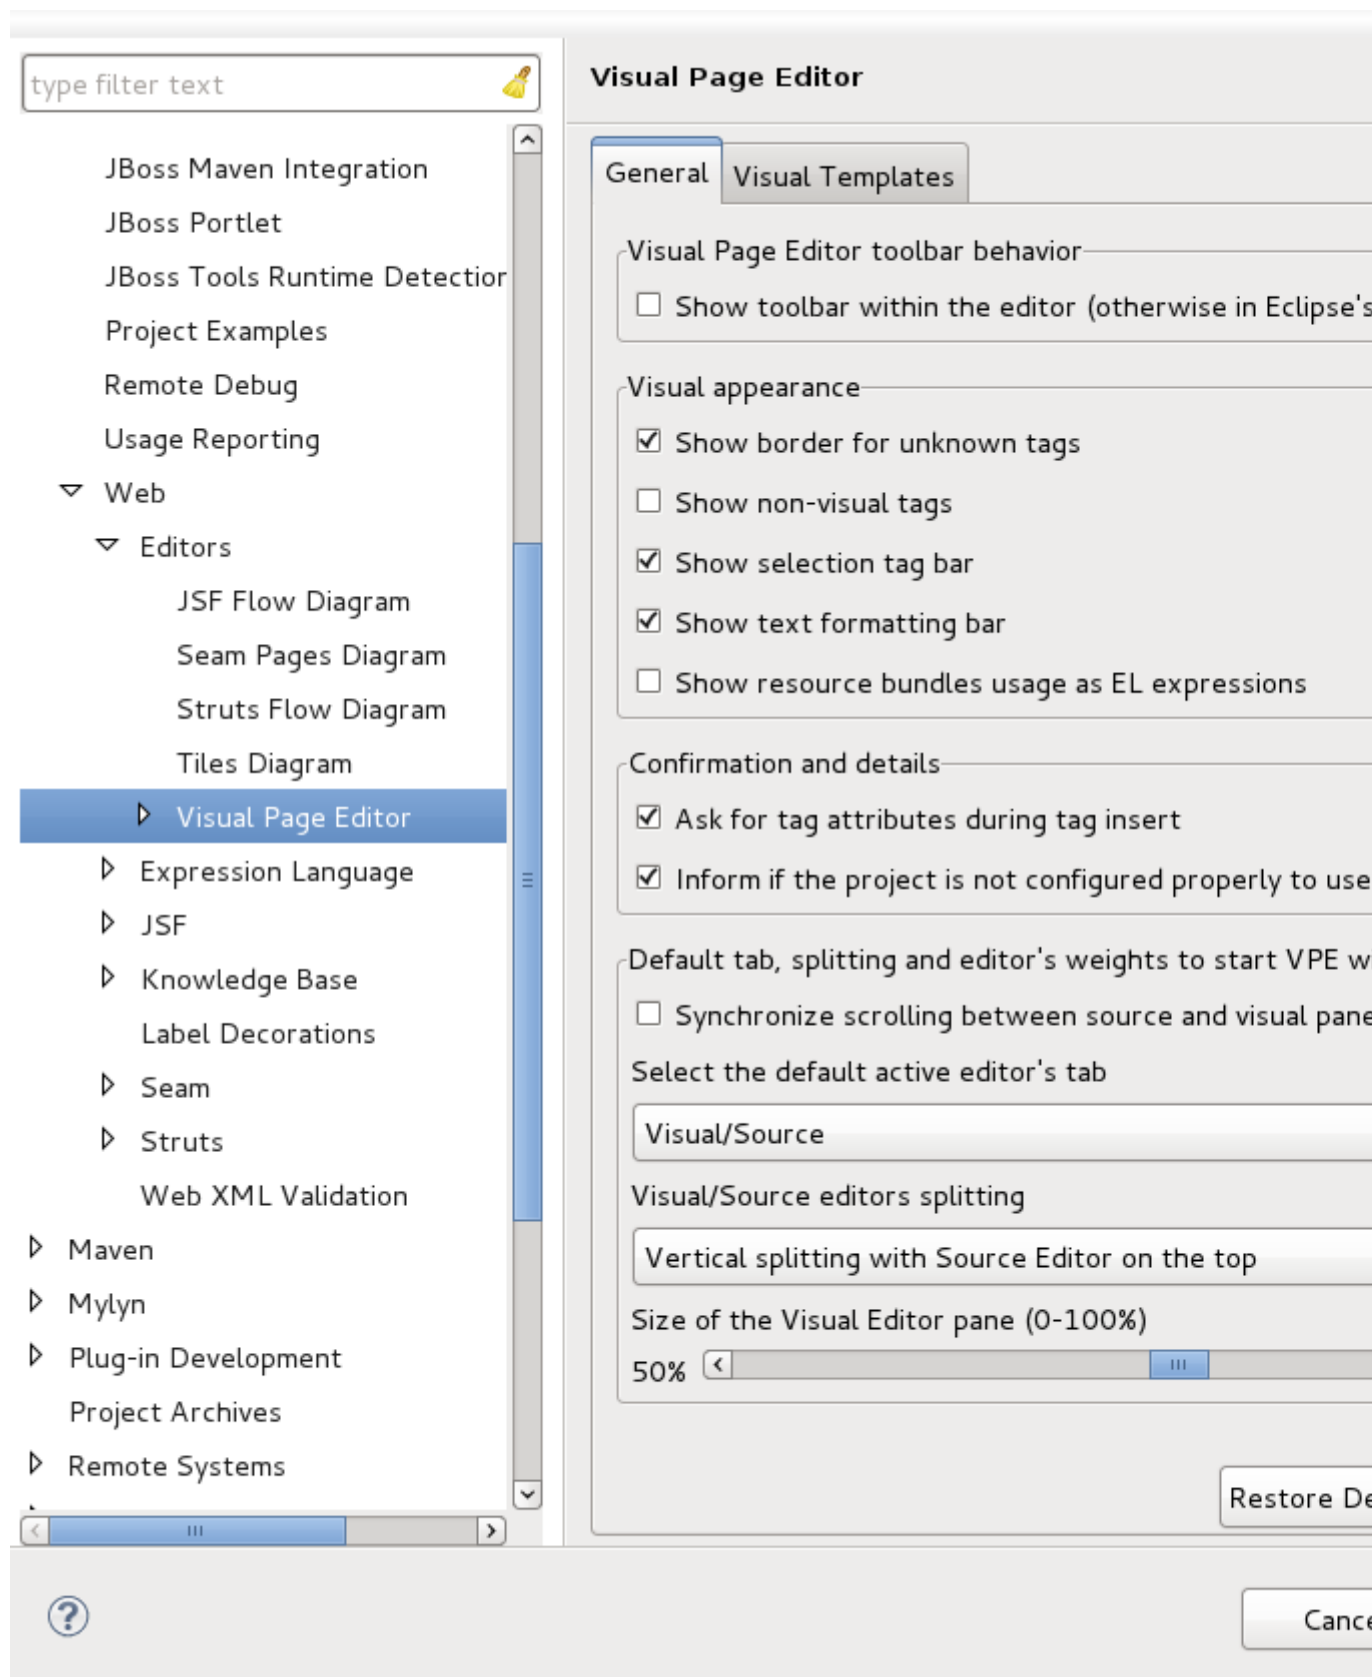 type filter text
JBoss Maven Integration
JBoss Portlet
JBoss Tools Runtime Detection
Project Examples
Remote Debug
Usage Reporting
Web
Editors
JSF Flow Diagram
Seam Pages Diagram
Struts Flow Diagram
Tiles Diagram
Visual Page Editor
Expression Language
JSF
Knowledge Base
Label Decorations
Seam
Struts
Web XML Validation
Maven
Mylyn
Plug-in Development
Project Archives
Remote Systems
Visual Page Editor
General
Visual Templates
Visual Page Editor toolbar behavior
Show toolbar within the editor (otherwise in Eclipse's
Visual appearance
Show border for unknown tags
Show non-visual tags
Show selection tag bar
Show text formatting bar
Show resource bundles usage as EL expressions
Confirmation and details
Ask for tag attributes during tag insert
Inform if the project is not configured properly to use
Default tab, splitting and editor's weights to start VPE w
Synchronize scrolling between source and visual pane
Select the default active editor's tab
Visual/Source
Visual/Source editors splitting
Vertical splitting with Source Editor on the top
Size of the Visual Editor pane (0-100%)
50%
Restore De
Cance